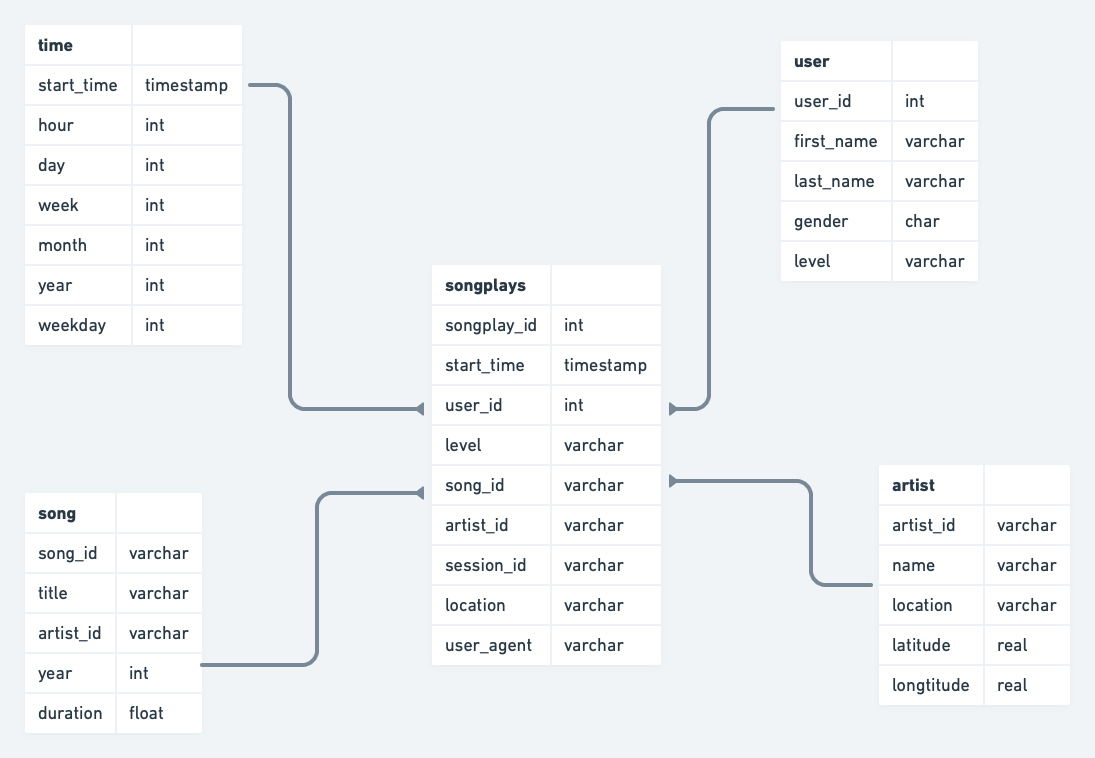 time
start_time timestamp
hour int
day int
week int
month int
year int
weekday int
user
user_id int
first_name varchar
last_name varchar
gender char
level varchar
songplays
songplay_id int
start_time timestamp
user_id int
level varchar
song_id varchar
artist_id varchar
session_id varchar
location varchar
user_agent varchar
song
song_id varchar
title varchar
artist_id varchar
year int
duration float
artist
artist_id varchar
name varchar
location varchar
latitude real
longtitude real